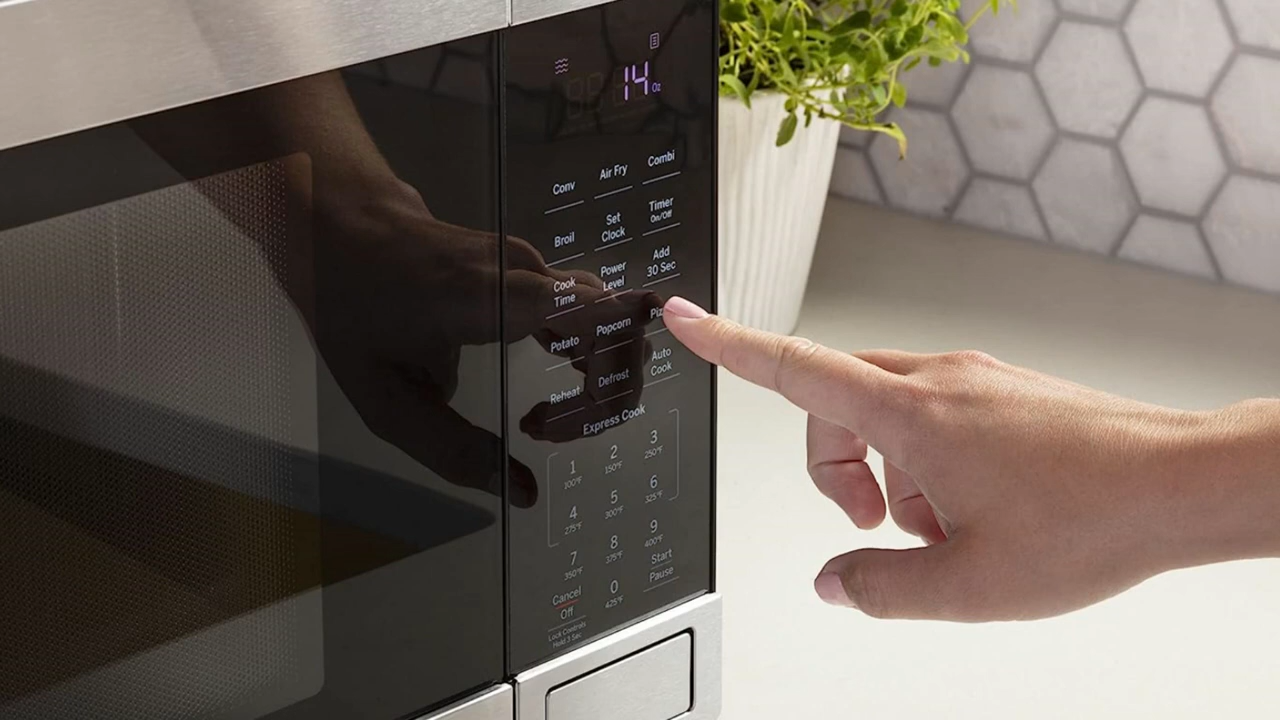 14 Oz
Conv
Air Fry
Combi
Broil
Set
Clock
Timer
On/Off
Cook
Time
Power
Level
Add
30 Sec
Potato
Popcorn
Piz
Reheat
Defrost
Auto
Cook
Express Cook
1
100°F
2
150°F
3
250°F
4
275°F
5
300°F
6
325°F
7
350°F
8
375°F
9
400°F
Cancel
Off
0
425°F
Start
Pause
Lock Controls
Hold 3 Sec